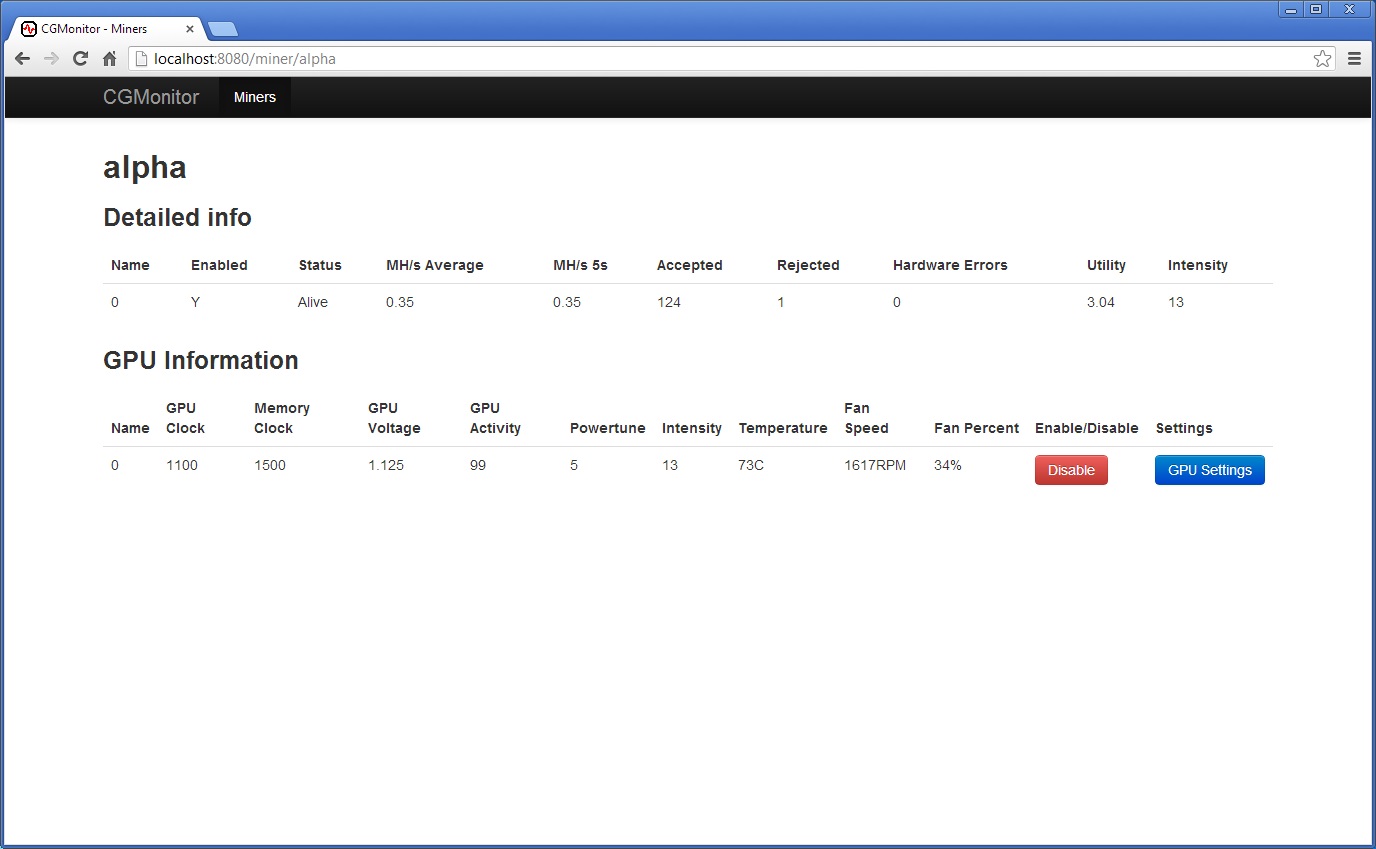 CGMonitor - Miners
localhost:8080/miner/alpha
CGMonitor Miners
alpha
Detailed info
Name Enabled Status MH/s Average MH/s 5s Accepted Rejected Hardware Errors Utility Intensity
0 Y Alive 0.35 0.35 124 1 0 3.04 13
GPU Information
Name GPU Clock Memory Clock GPU Voltage GPU Activity Powertune Intensity Temperature Fan Speed Fan Percent Enable/Disable Settings
0 1100 1500 1.125 99 5 13 73C 1617RPM 34% Disable GPU Settings